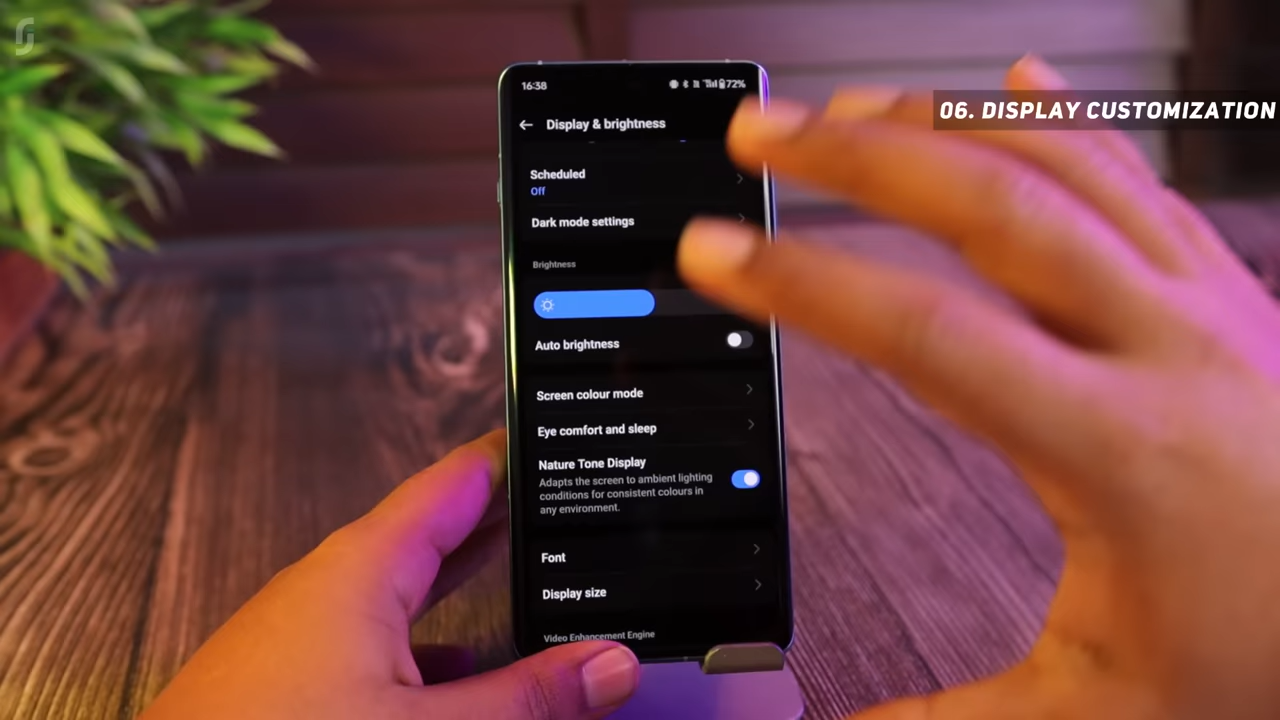 06. DISPLAY CUSTOMIZATION
16:38
72%
Display & brightness
Scheduled
Off
Dark mode settings
Brightness
Auto brightness
Screen colour mode
Eye comfort and sleep
Nature Tone Display
Adapts the screen to ambient lighting
conditions for consistent colours in
any environment.
Font
Display size
Video Enhancement Engine